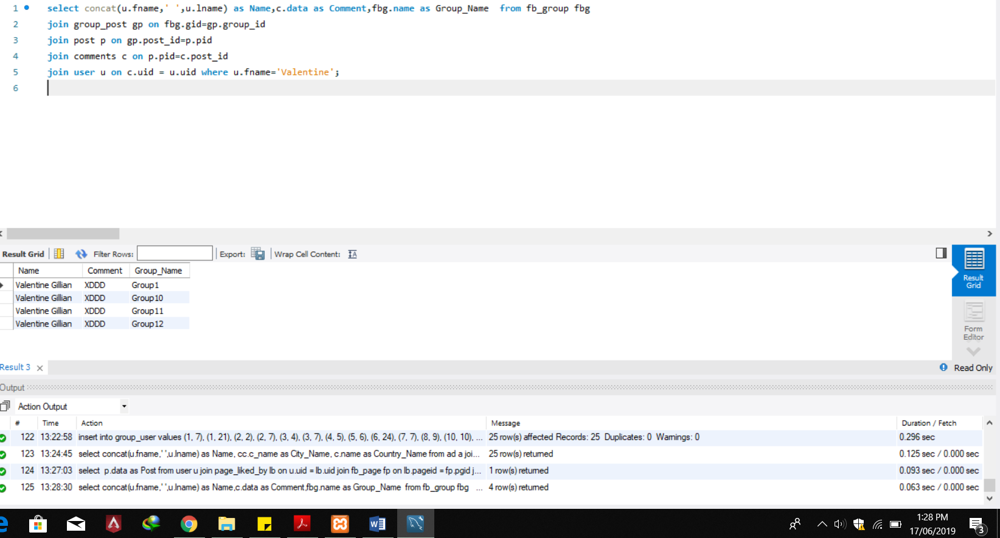 1 select concat(u.fname,' ',u.lname) as Name,c.data as Comment,fbg.name as Group_Name  from fb_group fbg
2 join group_post gp on fbg.gid=gp.group_id
3 join post p on gp.post_id=p.pid
4 join comments c on p.pid=c.post_id
5 join user u on c.uid = u.uid where u.fname='Valentine';
6
Result Grid Filter Rows: Export: Wrap Cell Content:
Name Comment Group_Name
Valentine Gillian XDDD Group1
Valentine Gillian XDDD Group10
Valentine Gillian XDDD Group11
Valentine Gillian XDDD Group12
Result
Grid
Form
Editor
Result 3 Read Only
Output
Action Output
# Time Action Message Duration / Fetch
122 13:22:58 insert into group_user values (1, 7), (1, 21), (2, 2), (2, 7), (3, 4), (3, 7), (4, 5), (5, 6), (6, 24), (7, 7), (8, 9), (10, 10), ... 25 row(s) affected Records: 25  Duplicates: 0  Warnings: 0 0.296 sec
123 13:24:45 select concat(u.fname,' ',u.lname) as Name, cc.c_name as City_Name, c.name as Country_Name from ad a joi... 25 row(s) returned 0.125 sec / 0.000 sec
124 13:27:03 select  p.data as Post from user u join page_liked_by lb on u.uid = lb.uid join fb_page fp on lb.pageid = fp.pgid j... 1 row(s) returned 0.093 sec / 0.000 sec
125 13:28:30 select concat(u.fname,' ',u.lname) as Name,c.data as Comment,fbg.name as Group_Name  from fb_group fbg ... 4 row(s) returned 0.063 sec / 0.000 sec
1:28 PM
17/06/2019
3